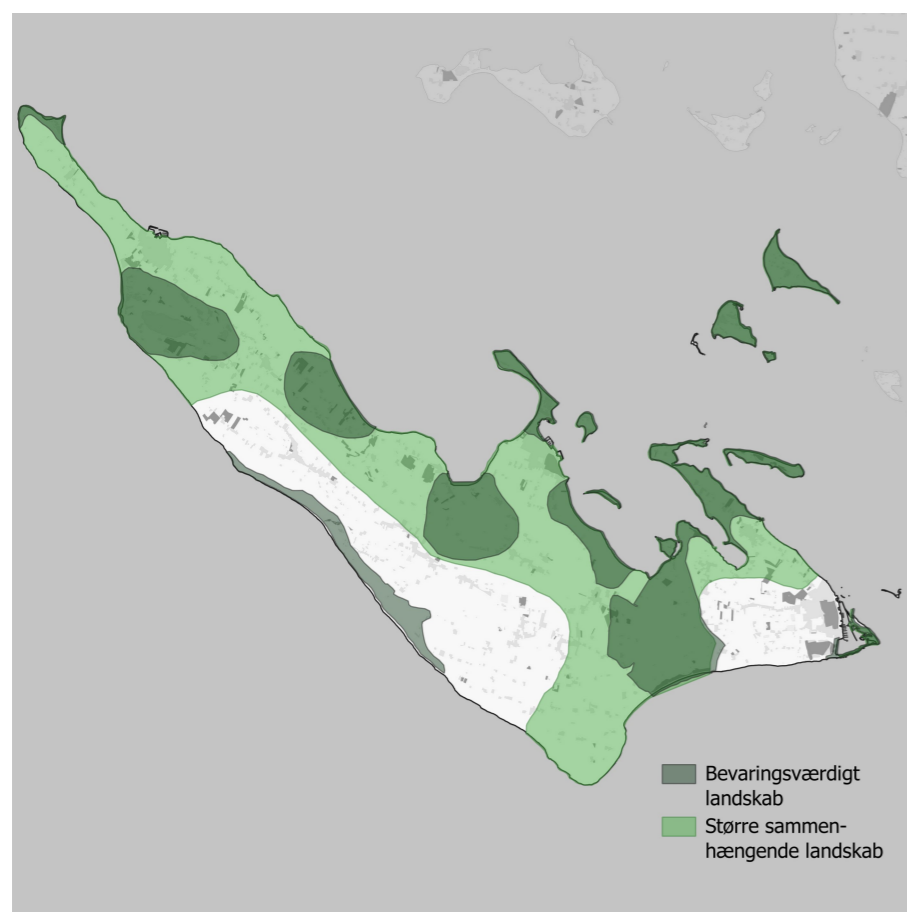 Bevaringsværdigt
landskab
Større sammen-
hængende landskab